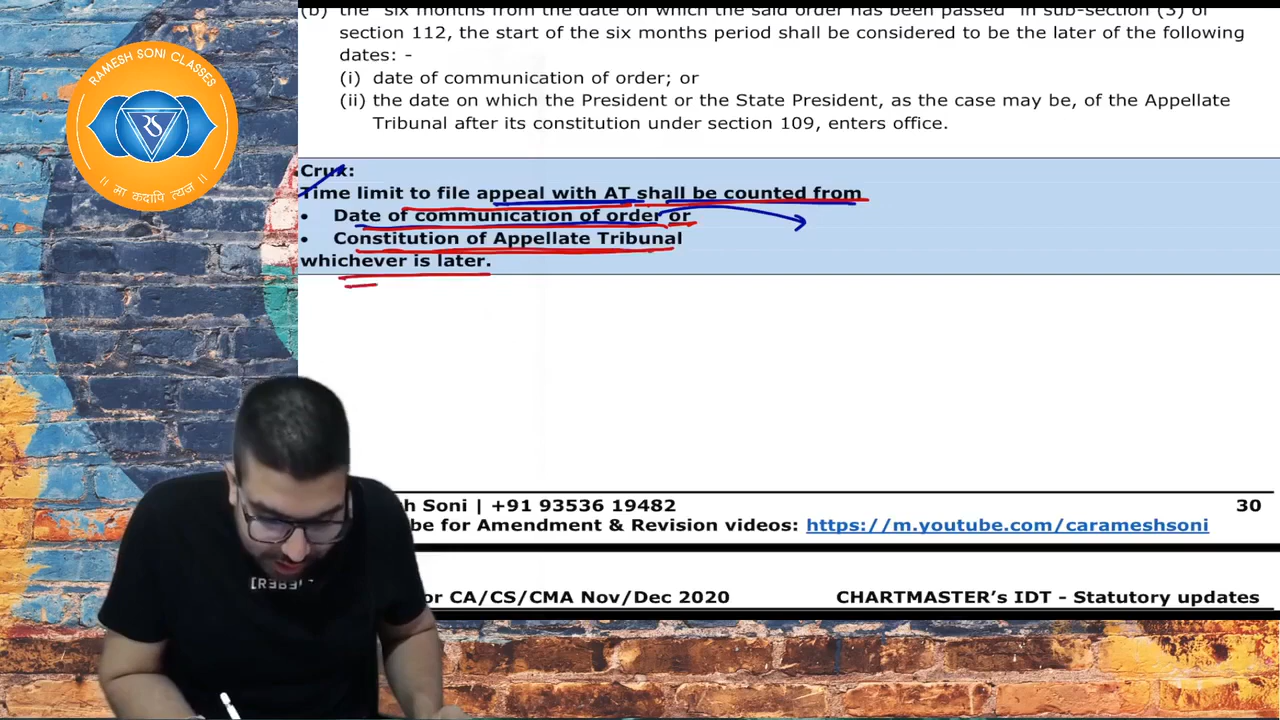 (b) the "six months from the date on which the said order has been passed" in sub-section (3) of
section 112, the start of the six months period shall be considered to be the later of the following
dates: -
(i) date of communication of order; or
(ii) the date on which the President or the State President, as the case may be, of the Appellate
Tribunal after its constitution under section 109, enters office.
Crux:
Time limit to file appeal with AT shall be counted from
• Date of communication of order or
• Constitution of Appellate Tribunal
whichever is later.
h Soni | +91 93536 19482
30
be for Amendment & Revision videos: https://m.youtube.com/carameshsoni
or CA/CS/CMA Nov/Dec 2020
CHARTMASTER's IDT - Statutory updates
RAMESH SONI CLASSES
RS
|| मा कदापि त्यज ||